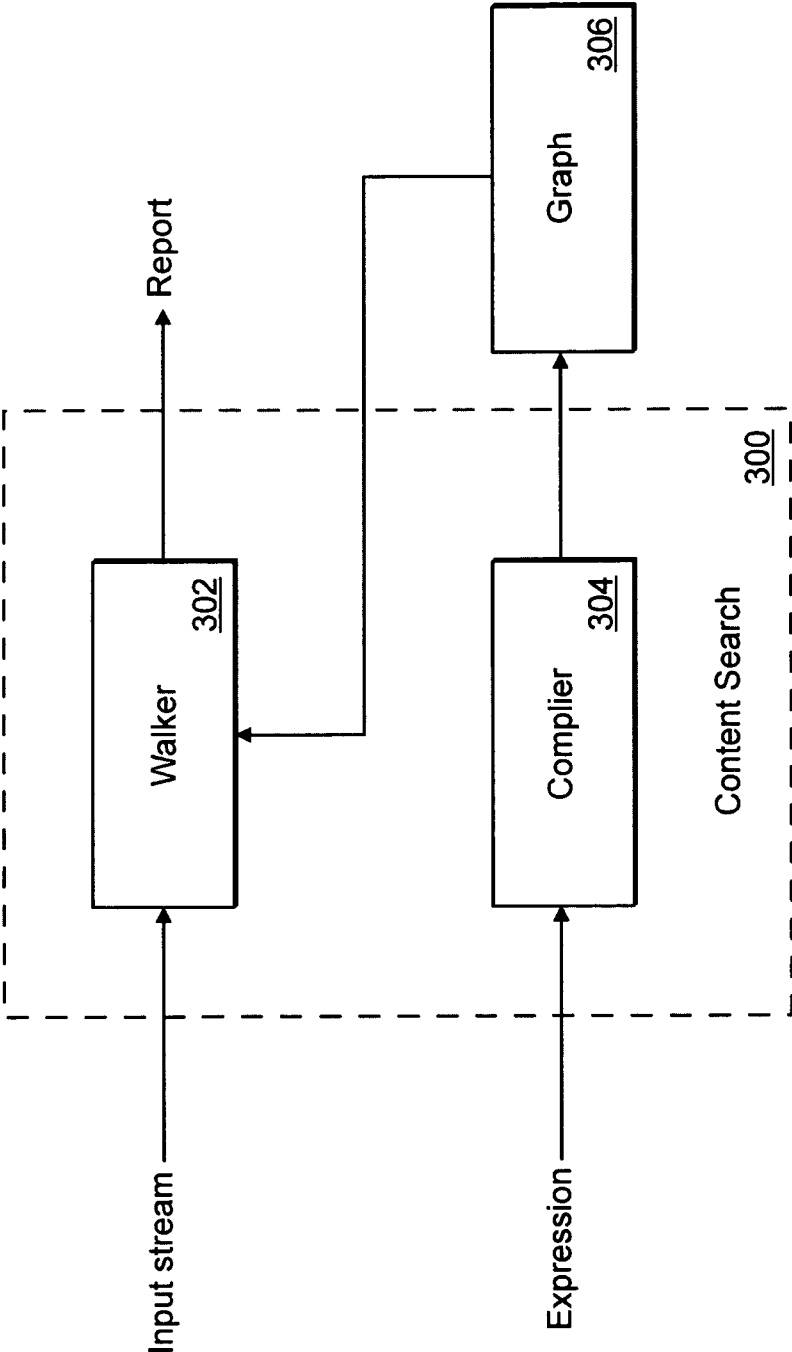 Input stream
Walker
302
Report
Expression
Complier
304
Graph
306
Content Search
300